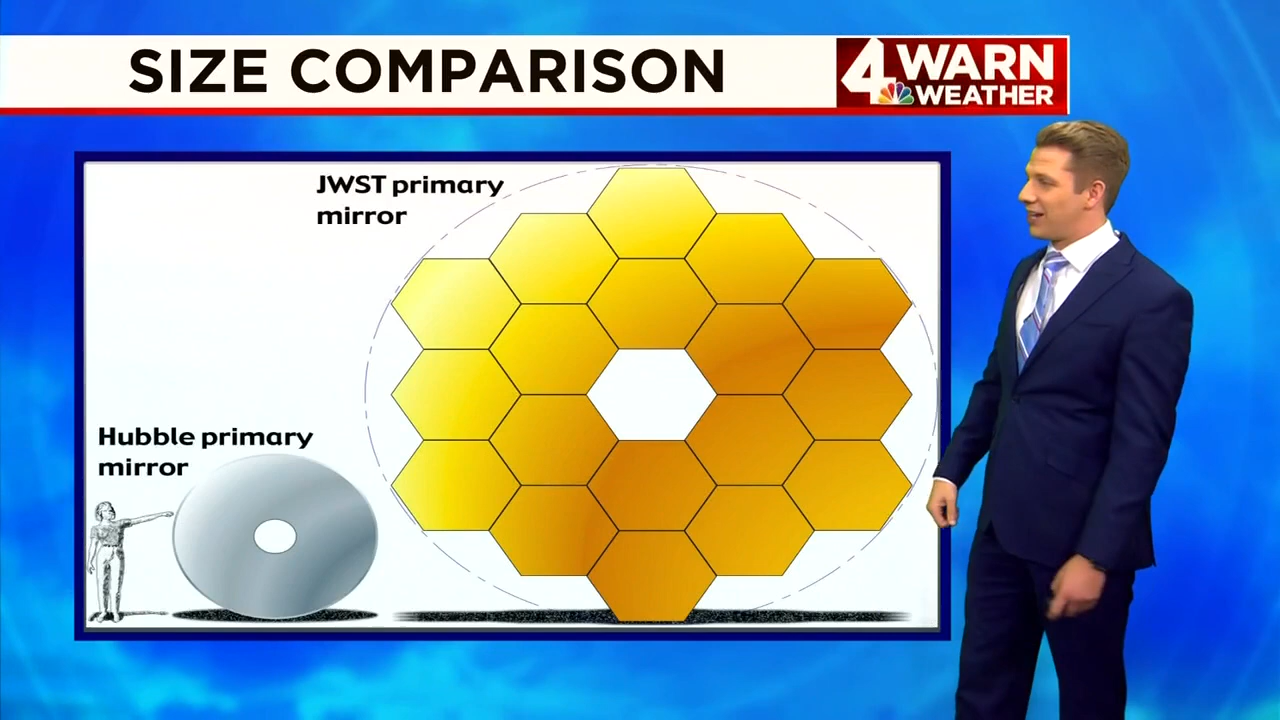 SIZE COMPARISON
4 WARN
WEATHER
JWST primary
mirror
Hubble primary
mirror